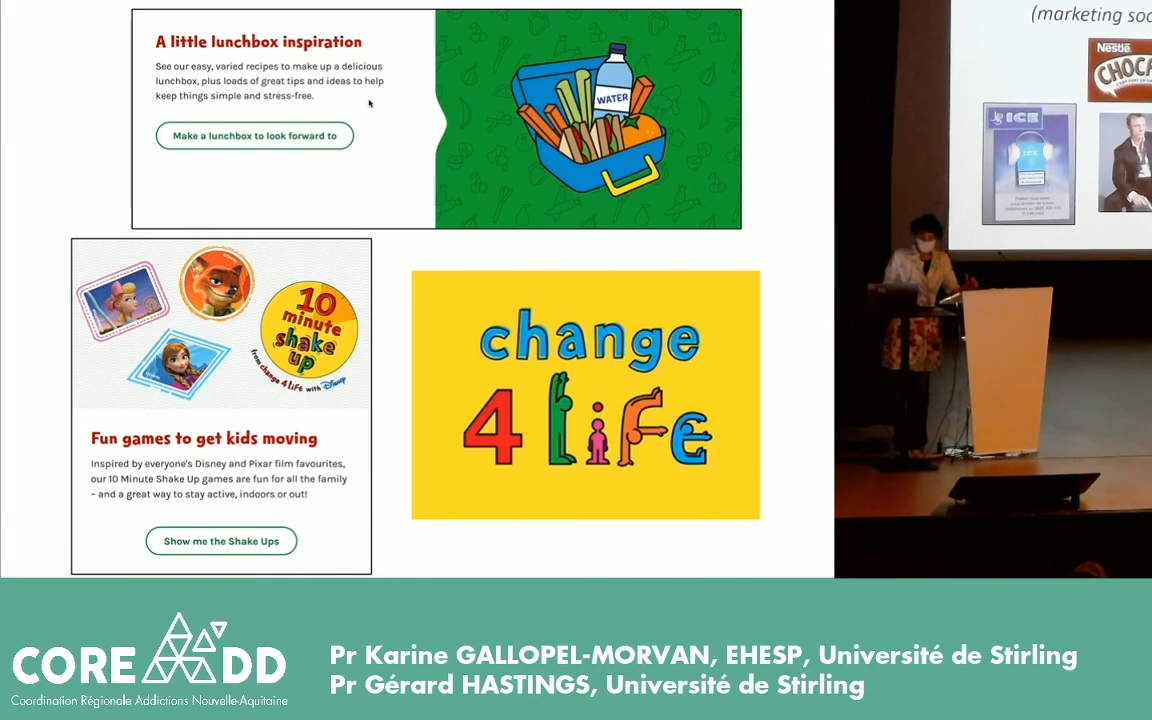 A little lunchbox inspiration
See our easy, varied recipes to make up a delicious
lunchbox, plus loads of great tips and ideas to help
keep things simple and stress-free.
Make a lunchbox to look forward to
WATER
(marketing soc
Nestlé
CHOC
ICE
ICE
10
minute
shake
up
from change 4 Life with Disney
Fun games to get kids moving
Inspired by everyone's Disney and Pixar film favourites,
our 10 Minute Shake Up games are fun for all the family
– and a great way to stay active, indoors or out!
Show me the Shake Ups
change
4 LiFE
COREADD
Coordination Régionale Addictions Nouvelle-Aquitaine
Pr Karine GALLOPEL-MORVAN, EHESP, Université de Stirling
Pr Gérard HASTINGS, Université de Stirling